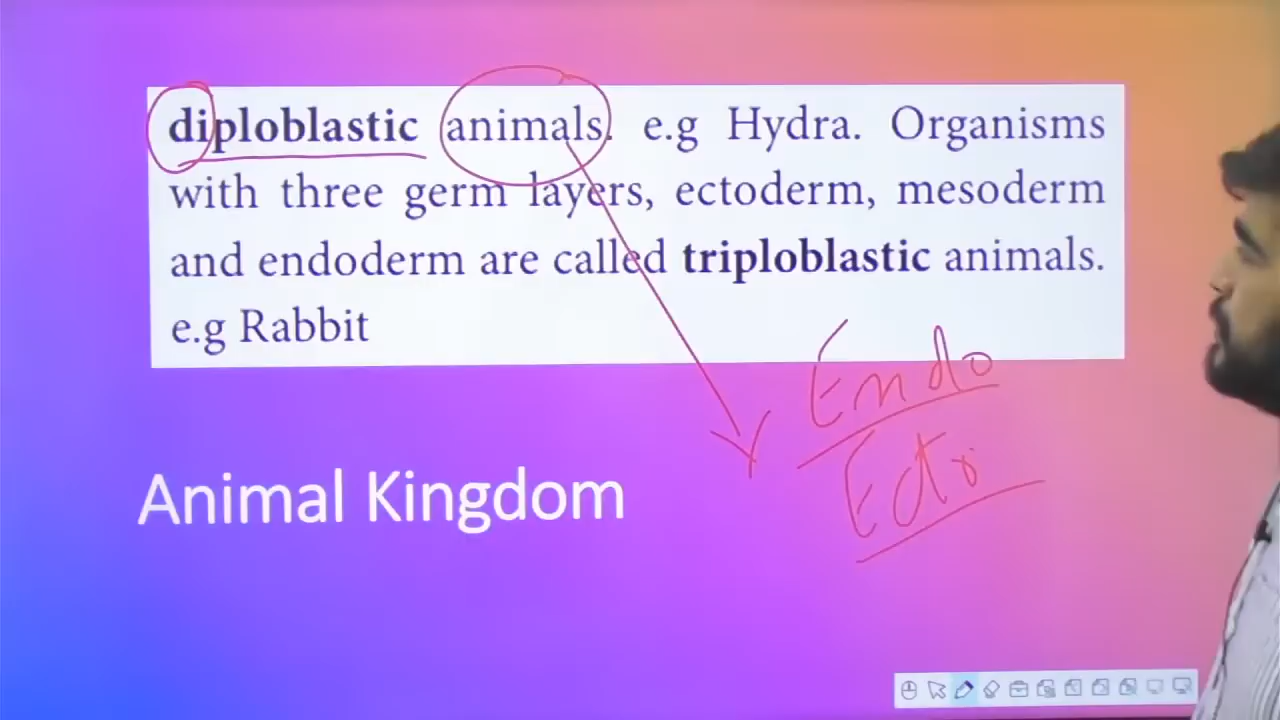 diploblastic animals. e.g Hydra. Organisms
with three germ layers, ectoderm, mesoderm
and endoderm are called triploblastic animals.
e.g Rabbit
Endo
Ecto
Animal Kingdom